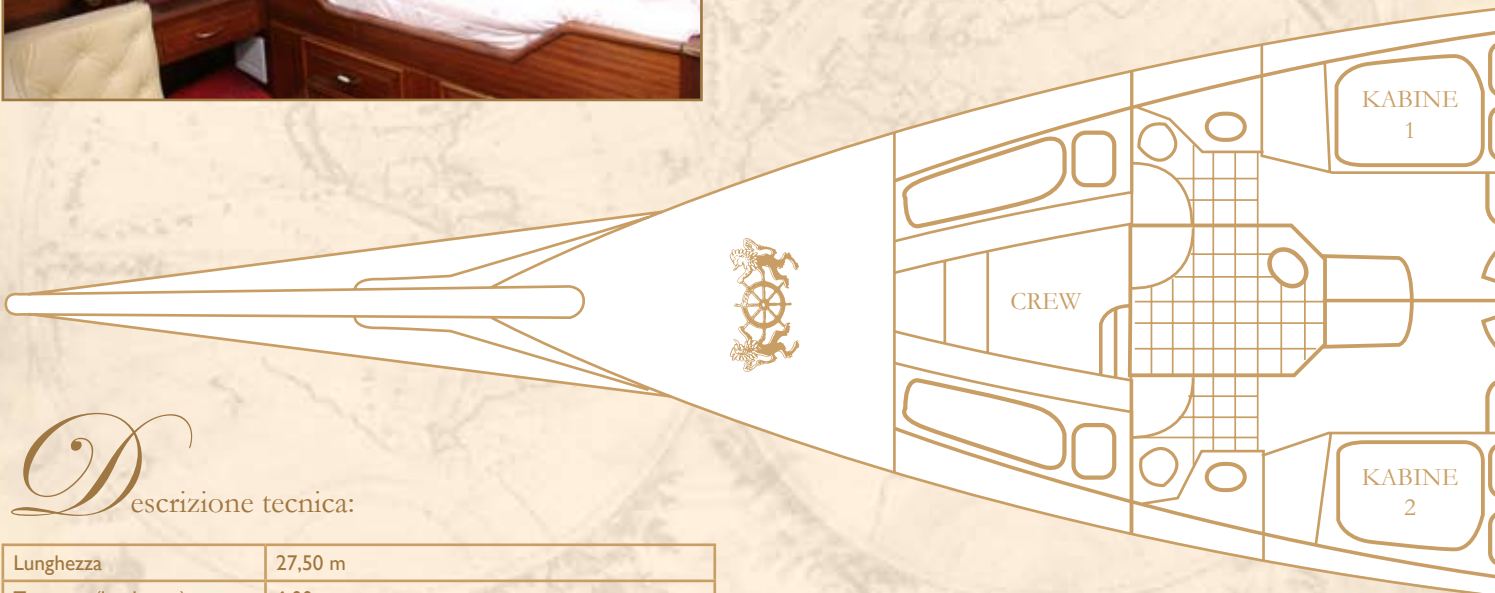 KABINE
1
CREW
KABINE
2
Descrizione tecnica:
Lunghezza 27,50 m